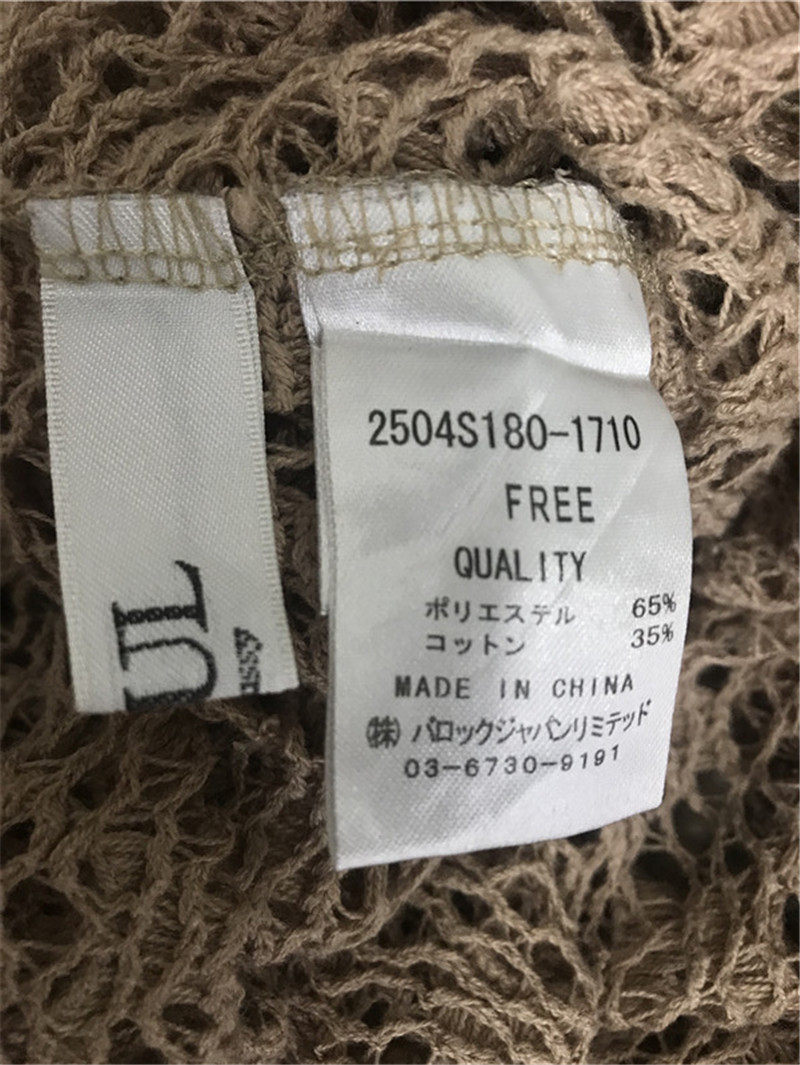 UL
2504S180-1710
FREE
QUALITY
ポリエステル 65%
コットン 35%
MADE IN CHINA
㈱ バロックジャパンリミテッド
03-6730-9191